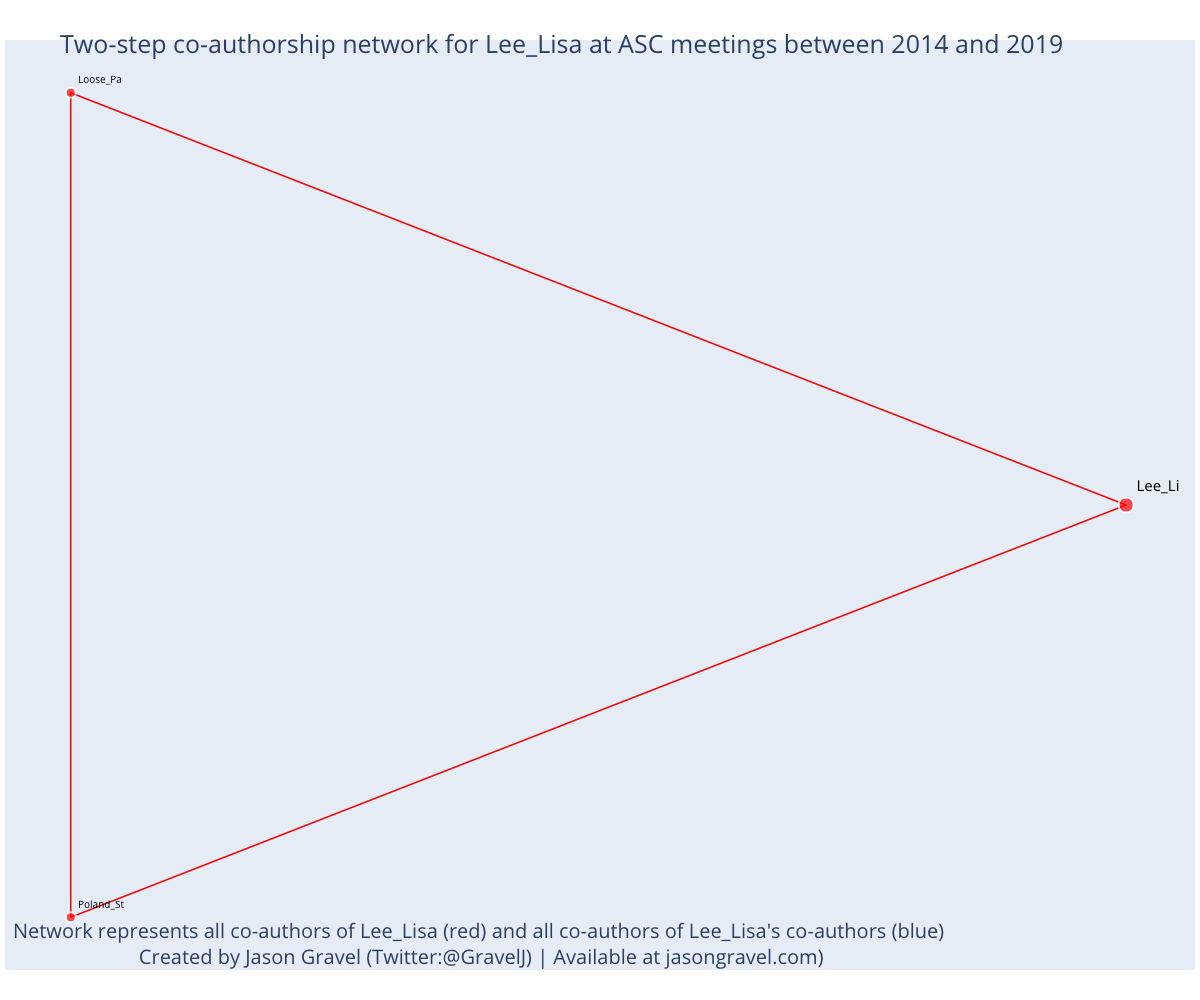 Two-step co-authorship network for Lee_Lisa at ASC meetings between 2014 and 2019
Loose_Pa
Lee_Li
Poland_St
Network represents all co-authors of Lee_Lisa (red) and all co-authors of Lee_Lisa's co-authors (blue)
Created by Jason Gravel (Twitter:@GravelJ) | Available at jasongravel.com)